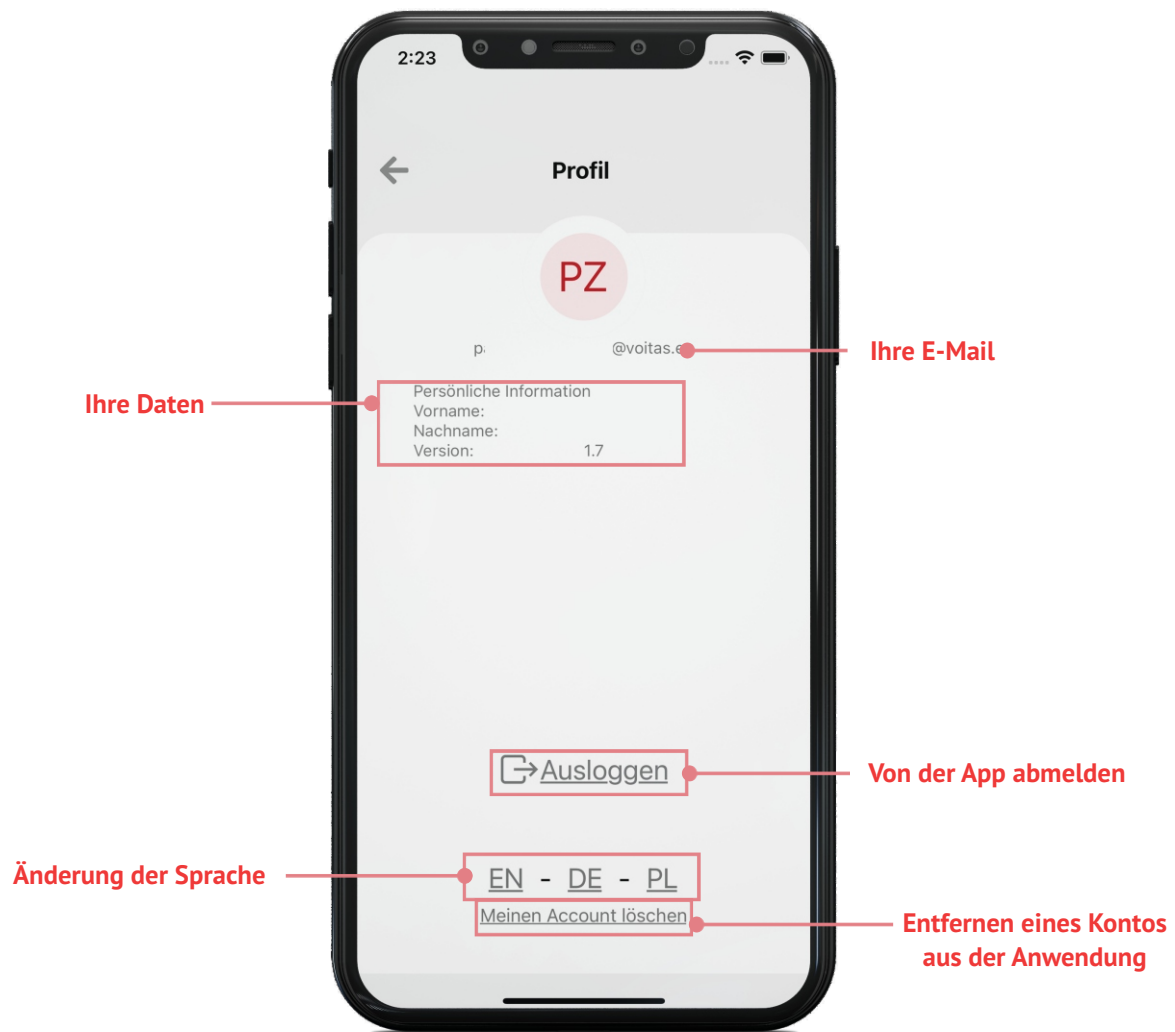 2:23
Profil
PZ
@voitas.e
Ihre E-Mail
Ihre Daten
Persönliche Information
Vorname:
Nachname:
Version: 1.7
Ausloggen
Von der App abmelden
Änderung der Sprache
EN - DE - PL
Meinen Account löschen
Entfernen eines Kontos
aus der Anwendung